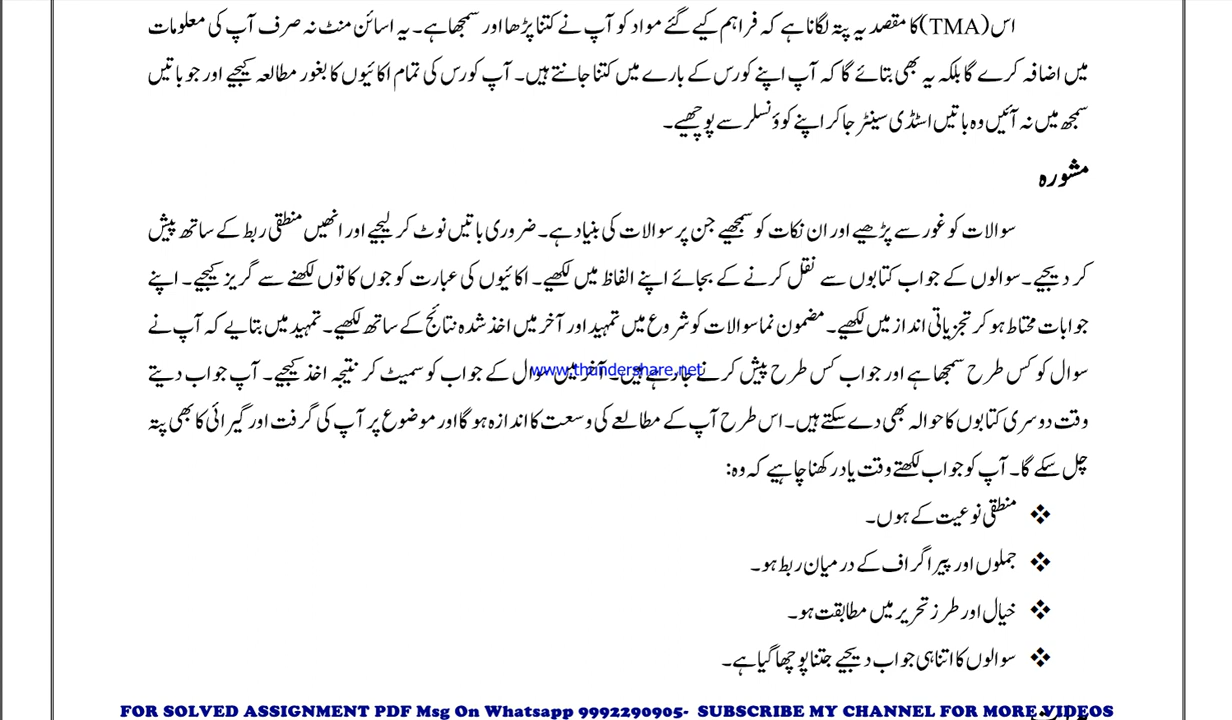 اس (TMA) کا مقصد یہ پتہ لگانا ہے کہ فراہم کیے گئے مواد کو آپ نے کتنا پڑھا اور سمجھا ہے۔ یہ اسائن منٹ نہ صرف آپ کی معلومات
میں اضافہ کرے گا بلکہ یہ بھی بتائے گا کہ آپ اپنے کورس کے بارے میں کتنا جانتے ہیں۔ آپ کورس کی تمام اکائیوں کا بغور مطالعہ کیجیے اور جو باتیں
سمجھ میں نہ آئیں وہ باتیں اسٹڈی سینٹر جا کر اپنے کوؤنسلر سے پوچھیے۔
مشورہ
سوالات کو غور سے پڑھیے اور ان نکات کو سمجھیے جن پر سوالات کی بنیاد ہے۔ ضروری باتیں نوٹ کر لیجیے اور انھیں منطقی ربط کے ساتھ پیش
کر دیجیے۔ سوالوں کے جواب کتابوں سے نقل کرنے کے بجائے اپنے الفاظ میں لکھیے۔ اکائیوں کی عبارت کو جوں کا توں لکھنے سے گریز کیجیے۔ اپنے
جوابات محتاط ہو کر تجزیاتی انداز میں لکھیے۔ مضمون نما سوالات کو شروع میں تمہید اور آخر میں اخذ شدہ نتائج کے ساتھ لکھیے۔ تمہید میں بتایے کہ آپ نے
سوال کو کس طرح سمجھا ہے اور جواب کس طرح پیش کرنے جا رہے ہیں۔ آخر میں سوال کے جواب کو سمیٹ کر نتیجہ اخذ کیجیے۔ آپ جواب دیتے
www.thundershare.net
وقت دوسری کتابوں کا حوالہ بھی دے سکتے ہیں۔ اس طرح آپ کے مطالعے کی وسعت کا اندازہ ہو گا اور موضوع پر آپ کی گرفت اور گیرائی کا بھی پتہ
چل سکے گا۔ آپ کو جواب لکھتے وقت یاد رکھنا چاہیے کہ وہ:
❖ منطقی نوعیت کے ہوں۔
❖ جملوں اور پیراگراف کے درمیان ربط ہو۔
❖ خیال اور طرز تحریر میں مطابقت ہو۔
❖ سوالوں کا اتنا ہی جواب دیجیے جتنا پوچھا گیا ہے۔
FOR SOLVED ASSIGNMENT PDF Msg On Whatsapp 9992290905- SUBSCRIBE MY CHANNEL FOR MORE VIDEOS